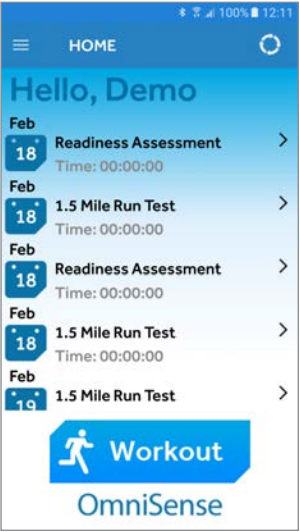 100% 12:11
HOME
Hello, Demo
Feb
18
Readiness Assessment
Time: 00:00:00
Feb
18
1.5 Mile Run Test
Time: 00:00:00
Feb
18
Readiness Assessment
Time: 00:00:00
Feb
18
1.5 Mile Run Test
Time: 00:00:00
Feb
19
1.5 Mile Run Test
Workout
OmniSense